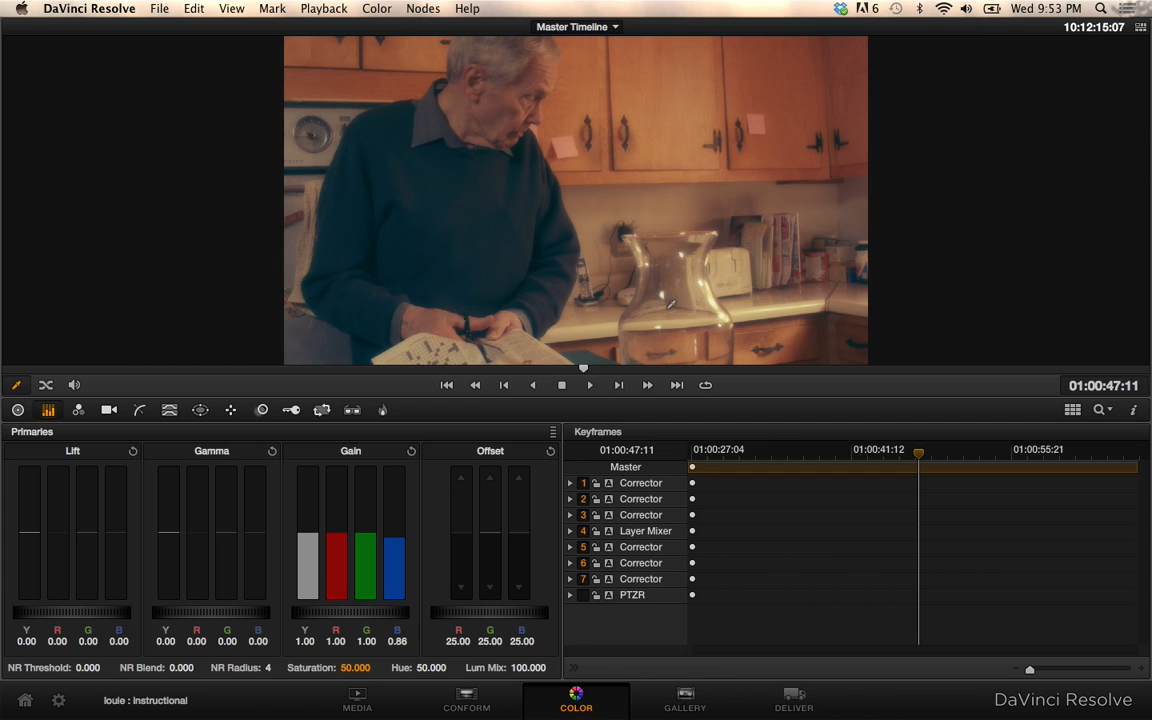 DaVinci Resolve File Edit View Mark Playback Color Nodes Help 6 Wed 9:53 PM
Master Timeline 10:12:15:07
01:00:47:11
Primaries Keyframes
Lift Gamma Gain Offset 01:00:47:11 01:00:27:04 01:00:41:12 01:00:55:21
Master
1 A Corrector
2 A Corrector
3 A Corrector
4 A Layer Mixer
5 A Corrector
6 A Corrector
7 A Corrector
A PTZR
Y R G B Y R G B Y R G B R G B
0.00 0.00 0.00 0.00 0.00 0.00 0.00 0.00 1.00 1.00 1.00 0.86 25.00 25.00 25.00
NR Threshold: 0.000 NR Blend: 0.000 NR Radius: 4 Saturation: 50.000 Hue: 50.000 Lum Mix: 100.000
louie : Instructional MEDIA CONFORM COLOR GALLERY DELIVER DaVinci Resolve